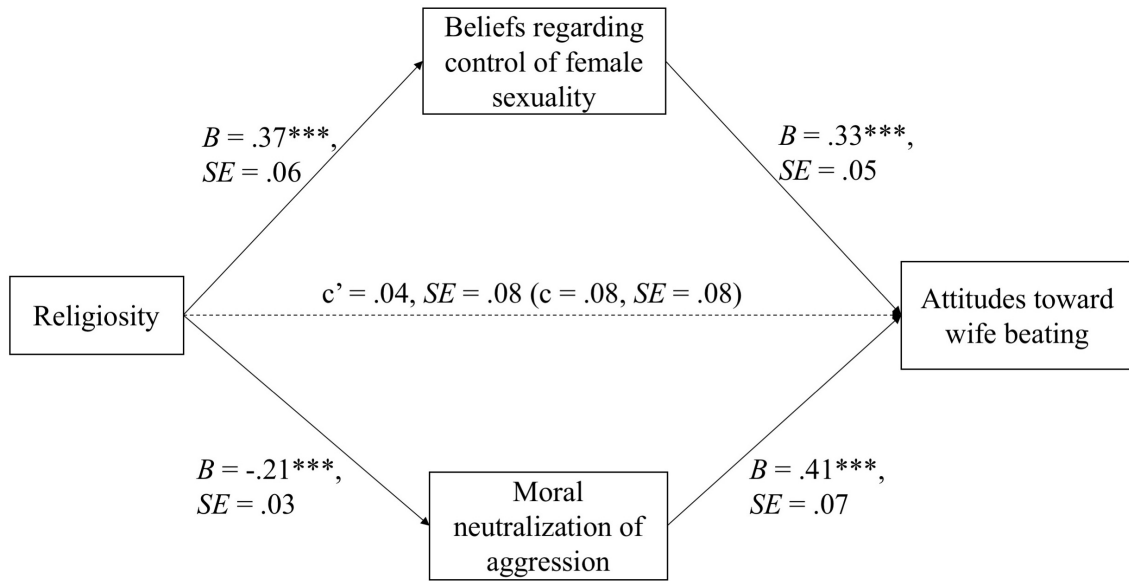 Beliefs regarding
control of female
sexuality
B = .37***,
SE = .06
B = .33***,
SE = .05
Religiosity
c’ = .04, SE = .08 (c = .08, SE = .08)
Attitudes toward
wife beating
B = -.21***,
SE = .03
Moral
neutralization of
aggression
B = .41***,
SE = .07